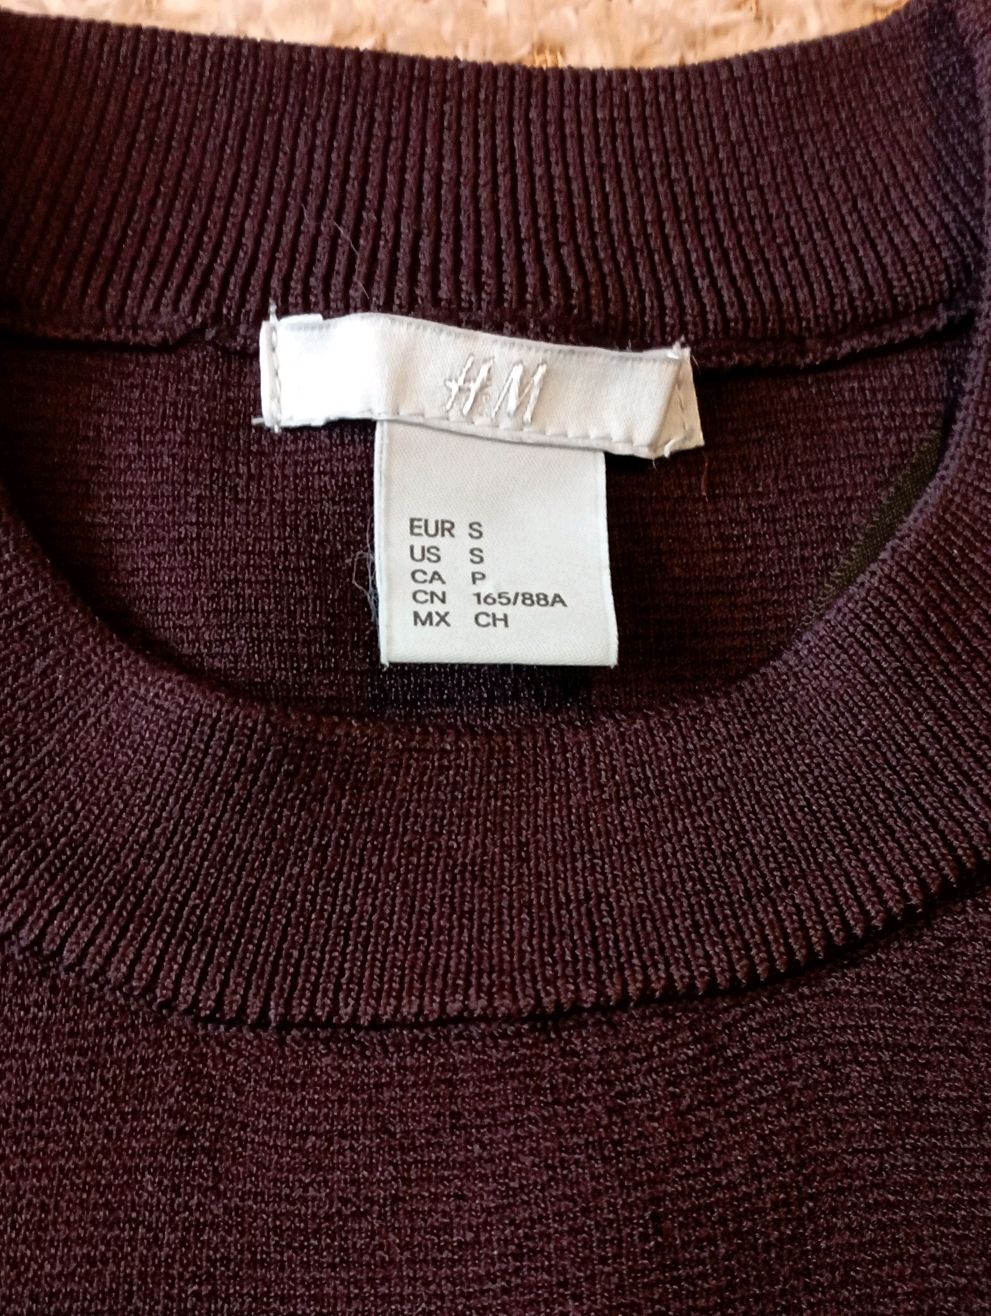 H&M
EUR S
US S
CA P
CN 165/88A
MX CH